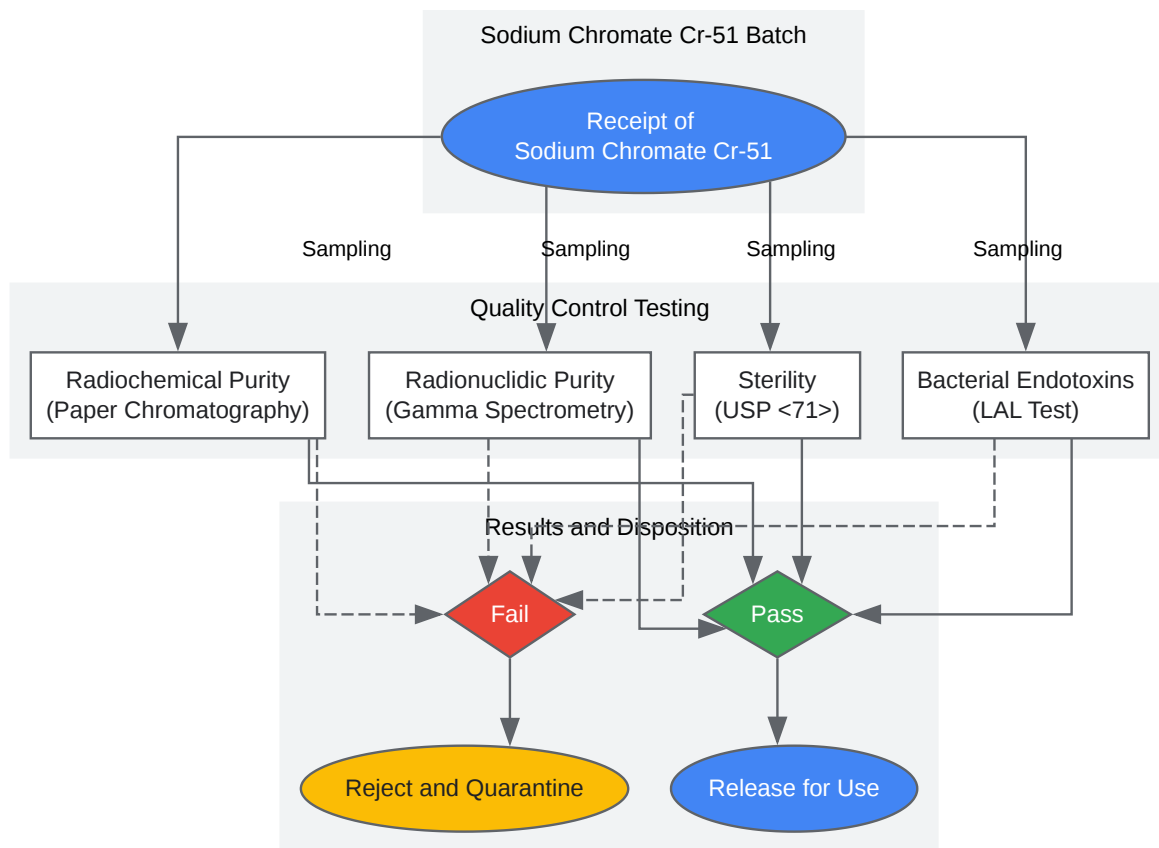 Sodium Chromate Cr-51 Batch
Receipt of
Sodium Chromate Cr-51
Sampling
Sampling
Sampling
Sampling
Quality Control Testing
Radiochemical Purity
(Paper Chromatography)
Radionuclidic Purity
(Gamma Spectrometry)
Sterility
(USP <71>)
Bacterial Endotoxins
(LAL Test)
Results and Disposition
Fail
Pass
Reject and Quarantine
Release for Use